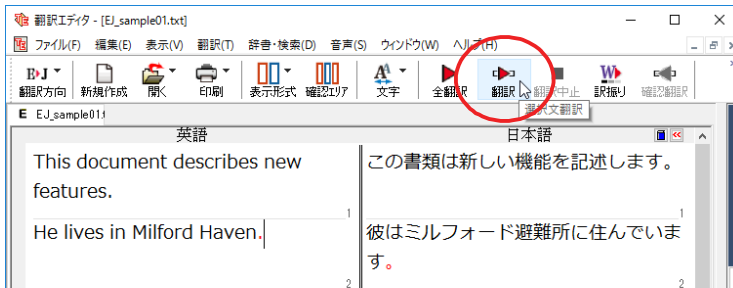 翻訳エディタ - [EJ_sample01.txt]
ファイル(F) 編集(E) 表示(V) 翻訳(T) 辞書・検索(D) 音声(S) ウィンドウ(W) ヘルプ(H)
E▸J
翻訳方向 新規作成 開く 印刷 表示形式 確認エリア 文字 全翻訳 翻訳 翻訳中止 訳振り 確認翻訳
選択文翻訳
E EJ_sample01.t
英語 日本語
This document describes new
features.
1
この書類は新しい機能を記述します。
1
He lives in Milford Haven.
2
彼はミルフォード避難所に住んでいま
す。
2